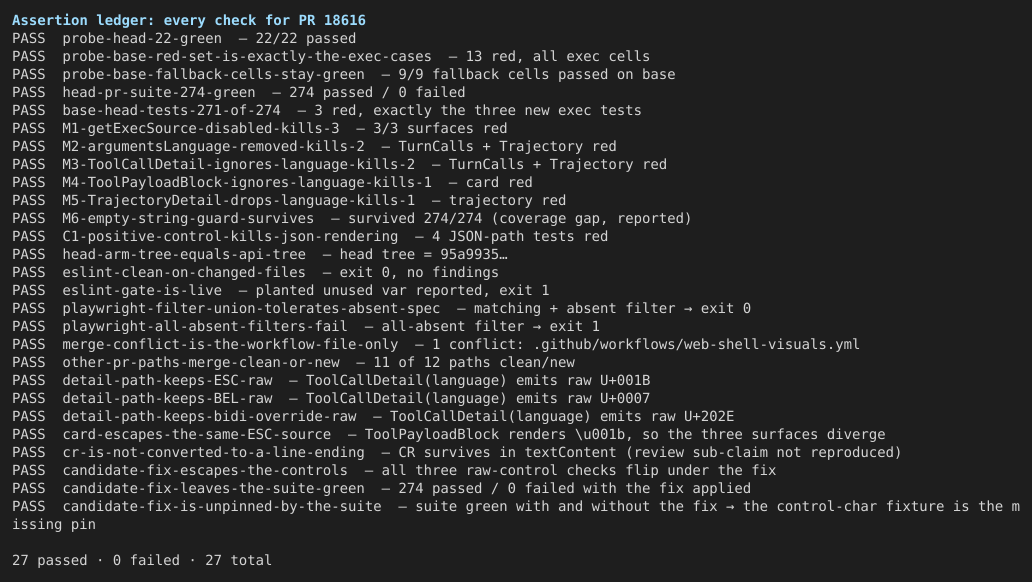 Assertion ledger: every check for PR 18616
PASS  probe-head-22-green  — 22/22 passed
PASS  probe-base-red-set-is-exactly-the-exec-cases  — 13 red, all exec cells
PASS  probe-base-fallback-cells-stay-green  — 9/9 fallback cells passed on base
PASS  head-pr-suite-274-green  — 274 passed / 0 failed
PASS  base-head-tests-271-of-274  — 3 red, exactly the three new exec tests
PASS  M1-getExecSource-disabled-kills-3  — 3/3 surfaces red
PASS  M2-argumentsLanguage-removed-kills-2  — TurnCalls + Trajectory red
PASS  M3-ToolCallDetail-ignores-language-kills-2  — TurnCalls + Trajectory red
PASS  M4-ToolPayloadBlock-ignores-language-kills-1  — card red
PASS  M5-TrajectoryDetail-drops-language-kills-1  — trajectory red
PASS  M6-empty-string-guard-survives  — survived 274/274 (coverage gap, reported)
PASS  C1-positive-control-kills-json-rendering  — 4 JSON-path tests red
PASS  head-arm-tree-equals-api-tree  — head tree = 95a9935…
PASS  eslint-clean-on-changed-files  — exit 0, no findings
PASS  eslint-gate-is-live  — planted unused var reported, exit 1
PASS  playwright-filter-union-tolerates-absent-spec  — matching + absent filter → exit 0
PASS  playwright-all-absent-filters-fail  — all-absent filter → exit 1
PASS  merge-conflict-is-the-workflow-file-only  — 1 conflict: .github/workflows/web-shell-visuals.yml
PASS  other-pr-paths-merge-clean-or-new  — 11 of 12 paths clean/new
PASS  detail-path-keeps-ESC-raw  — ToolCallDetail(language) emits raw U+001B
PASS  detail-path-keeps-BEL-raw  — ToolCallDetail(language) emits raw U+0007
PASS  detail-path-keeps-bidi-override-raw  — ToolCallDetail(language) emits raw U+202E
PASS  card-escapes-the-same-ESC-source  — ToolPayloadBlock renders \u001b, so the three surfaces diverge
PASS  cr-is-not-converted-to-a-line-ending  — CR survives in textContent (review sub-claim not reproduced)
PASS  candidate-fix-escapes-the-controls  — all three raw-control checks flip under the fix
PASS  candidate-fix-leaves-the-suite-green  — 274 passed / 0 failed with the fix applied
PASS  candidate-fix-is-unpinned-by-the-suite  — suite green with and without the fix → the control-char fixture is the m
issing pin
27 passed · 0 failed · 27 total